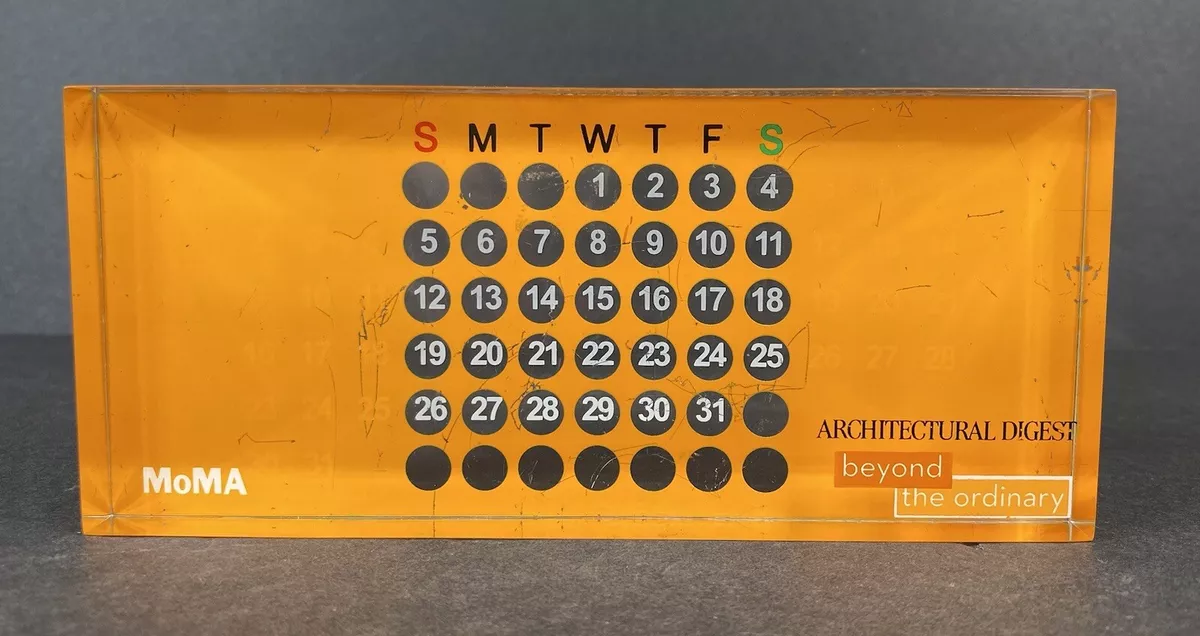 S M T W T F S
1 2 3 4
5 6 7 8 9 10 11
12 13 14 15 16 17 18
19 20 21 22 23 24 25
26 27 28 29 30 31
MoMA
ARCHITECTURAL DIGEST
beyond
the ordinary